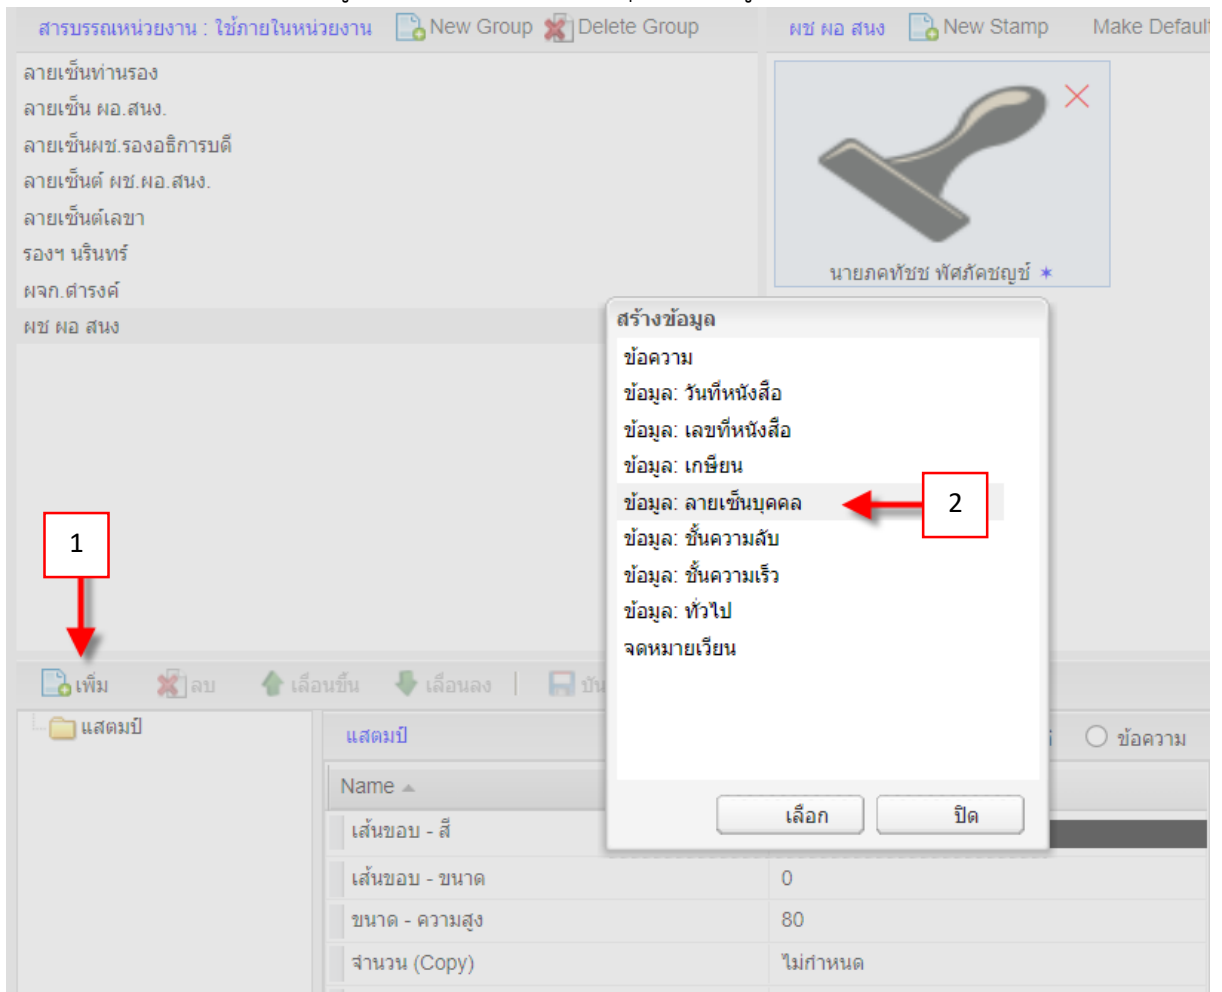 สารบรรณหน่วยงาน : ใช้ภายในหน่วยงาน New Group Delete Group
ผช ผอ สนง New Stamp Make Default
ลายเซ็นท่านรอง
ลายเซ็น ผอ.สนง.
ลายเซ็นผช.รองอธิการบดี
ลายเซ็นต์ ผช.ผอ.สนง.
ลายเซ็นต์เลขา
รองฯ นรินทร์
ผจก.ดำรงค์
ผช ผอ สนง
นายภคทัชช พัศภัคชญช์ *
สร้างข้อมูล
ข้อความ
ข้อมูล: วันที่หนังสือ
ข้อมูล: เลขที่หนังสือ
ข้อมูล: เกษียน
ข้อมูล: ลายเซ็นบุคคล
2
ข้อมูล: ชั้นความลับ
ข้อมูล: ชั้นความเร็ว
ข้อมูล: ทั่วไป
จดหมายเวียน
เลือก ปิด
1
เพิ่ม ลบ เลื่อนขึ้น เลื่อนลง
แสตมป์
แสตมป์ ข้อความ
Name
เส้นขอบ - สี
เส้นขอบ - ขนาด 0
ขนาด - ความสูง 80
จำนวน (Copy) ไม่กำหนด